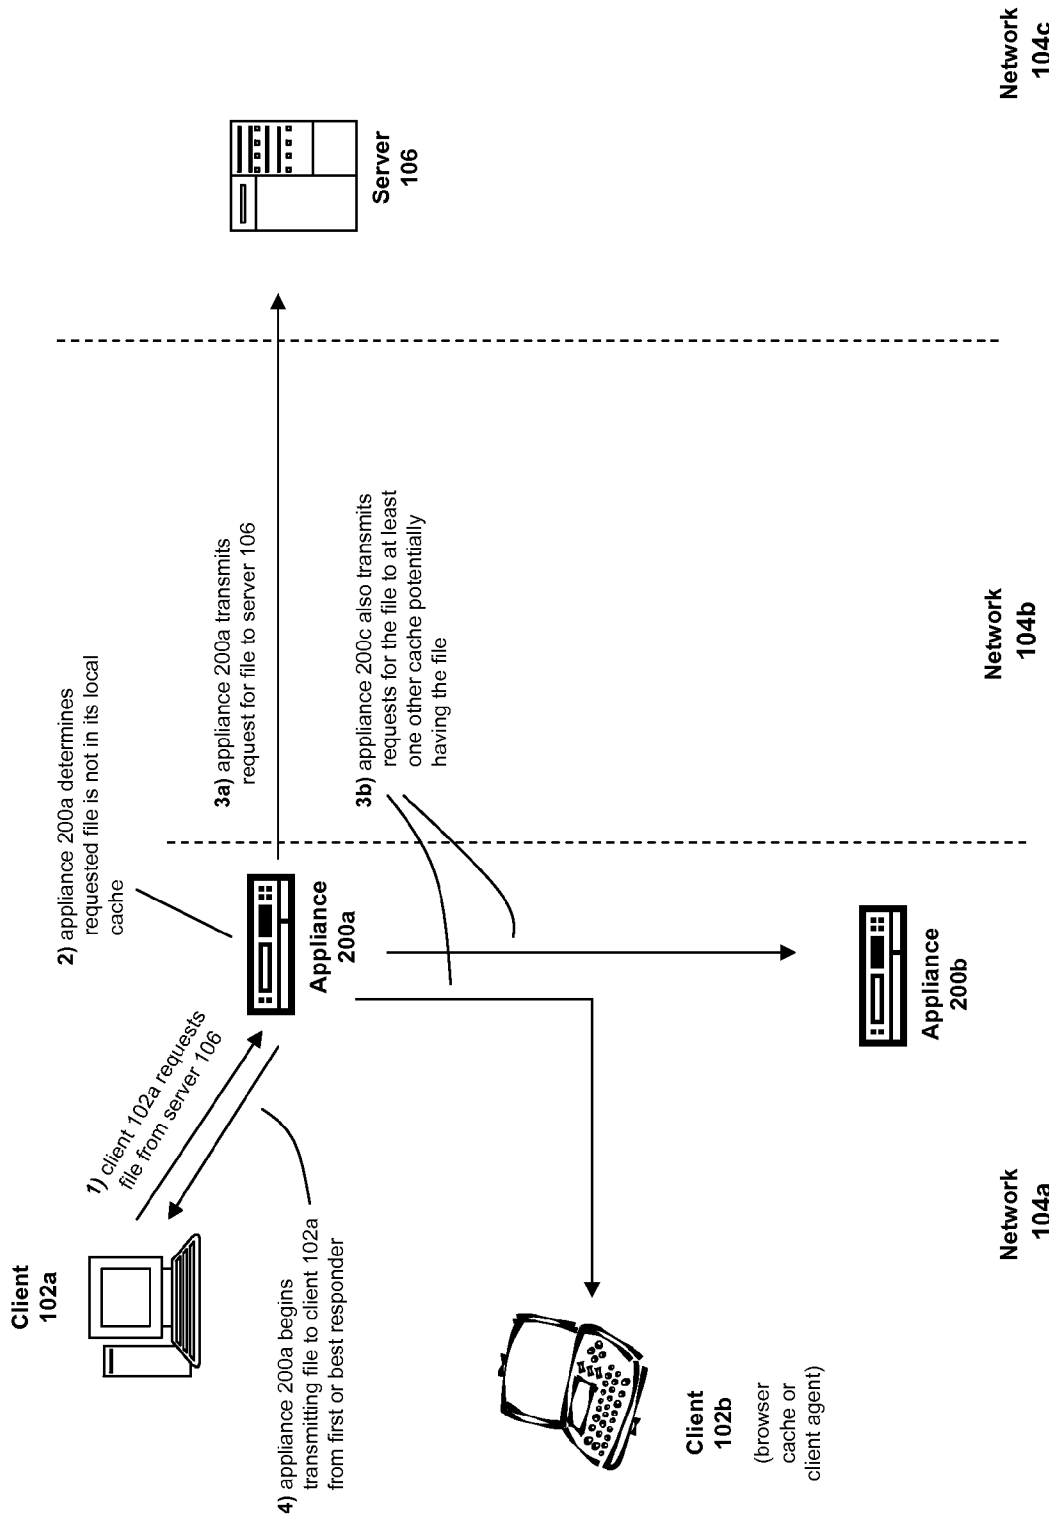 Client
102a
1) client 102a requests
file from server 106
2) appliance 200a determines
requested file is not in its local
cache
3a) appliance 200a transmits
request for file to server 106
Server
106
Appliance
200a
3b) appliance 200c also transmits
requests for the file to at least
one other cache potentially
having the file
4) appliance 200a begins
transmitting file to client 102a
from first or best responder
Client
102b
(browser
cache or
client agent)
Appliance
200b
Network
104a
Network
104b
Network
104c